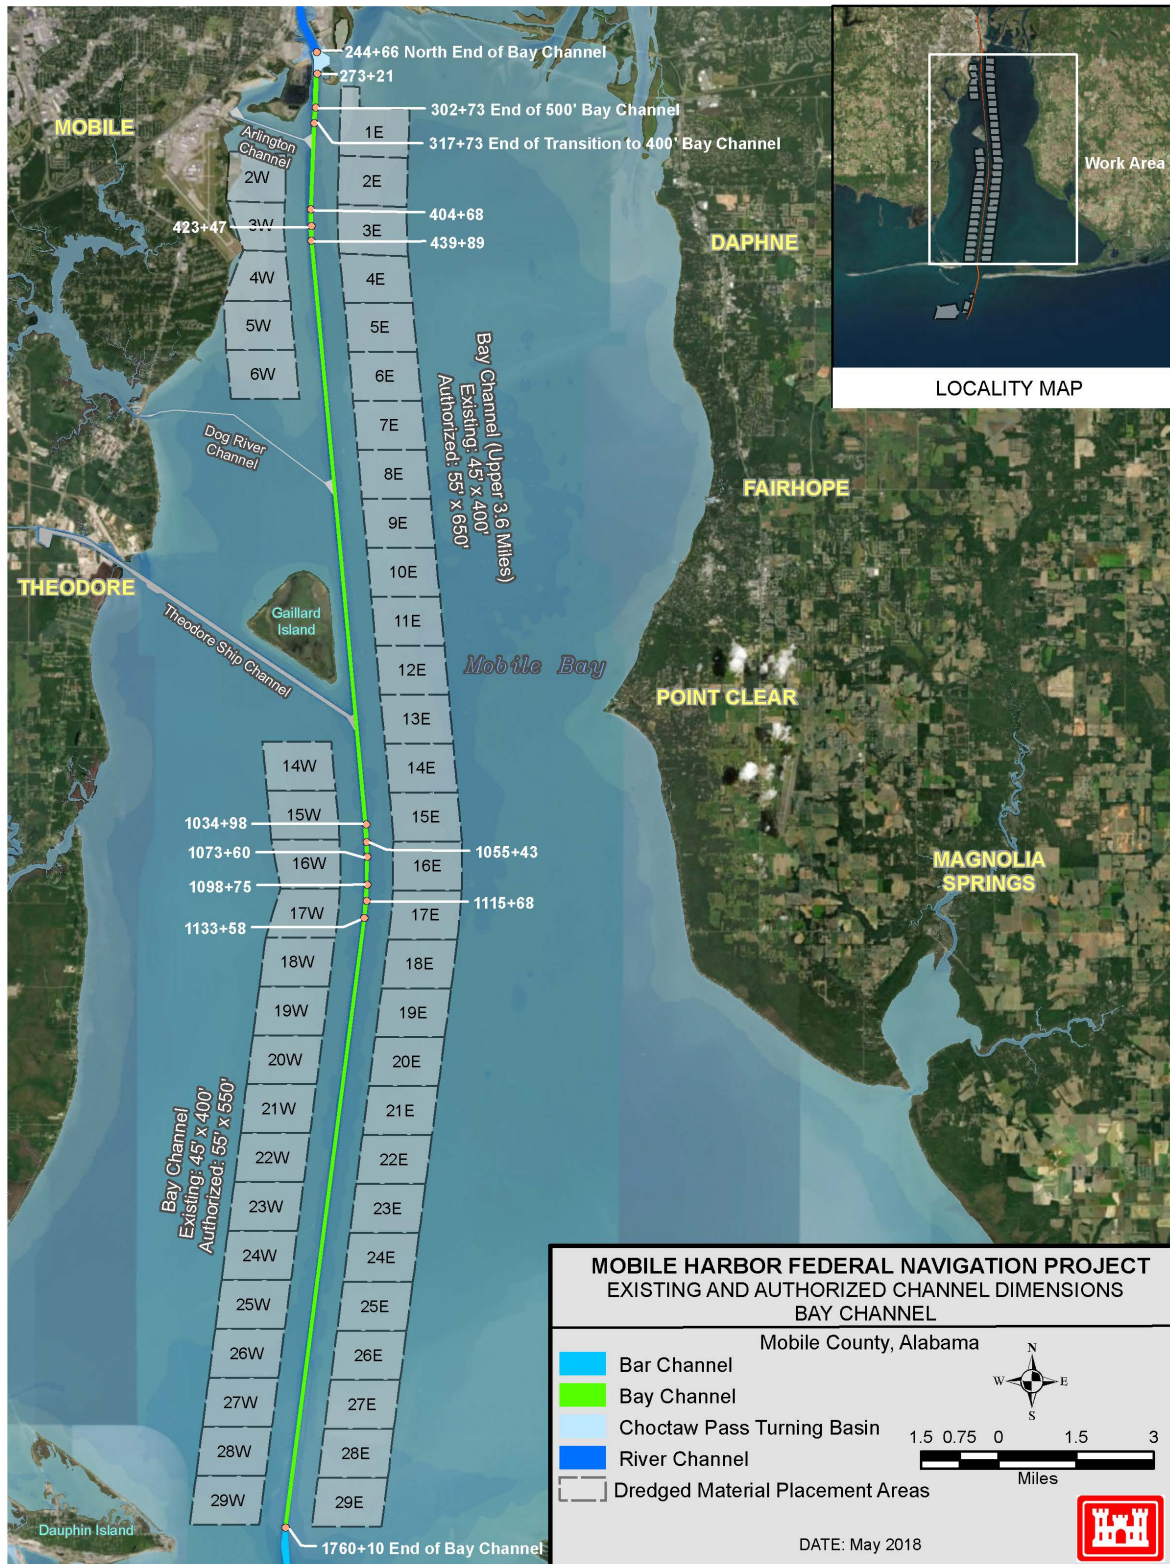 244+66 North End of Bay Channel
273+21
302+73 End of 500' Bay Channel
317+73 End of Transition to 400' Bay Channel
MOBILE
Arlington
Channel
1E
2W
2E
404+68
423+47
3W
3E
439+89
DAPHNE
4W
4E
5W
5E
6W
6E
7E
8E
9E
10E
11E
12E
13E
Bay Channel (Upper 3.6 Miles)
Existing: 45' x 400'
Authorized: 55' x 650'
Dog River
Channel
FAIRHOPE
THEODORE
Gaillard
Island
Theodore Ship Channel
Mobile Bay
POINT CLEAR
14W
14E
15W
15E
1034+98
1055+43
1073+60
16W
16E
1098+75
1115+68
17W
17E
1133+58
MAGNOLIA
SPRINGS
18W
18E
19W
19E
20W
20E
21W
21E
22W
22E
23W
23E
24W
24E
25W
25E
26W
26E
27W
27E
28W
28E
29W
29E
Bay Channel
Existing: 45' x 400'
Authorized: 55' x 550'
Dauphin Island
1760+10 End of Bay Channel
Work Area
LOCALITY MAP
MOBILE HARBOR FEDERAL NAVIGATION PROJECT
EXISTING AND AUTHORIZED CHANNEL DIMENSIONS
BAY CHANNEL
Mobile County, Alabama
Bar Channel
Bay Channel
Choctaw Pass Turning Basin
River Channel
Dredged Material Placement Areas
N
W E
S
1.5 0.75 0 1.5 3
Miles
DATE: May 2018